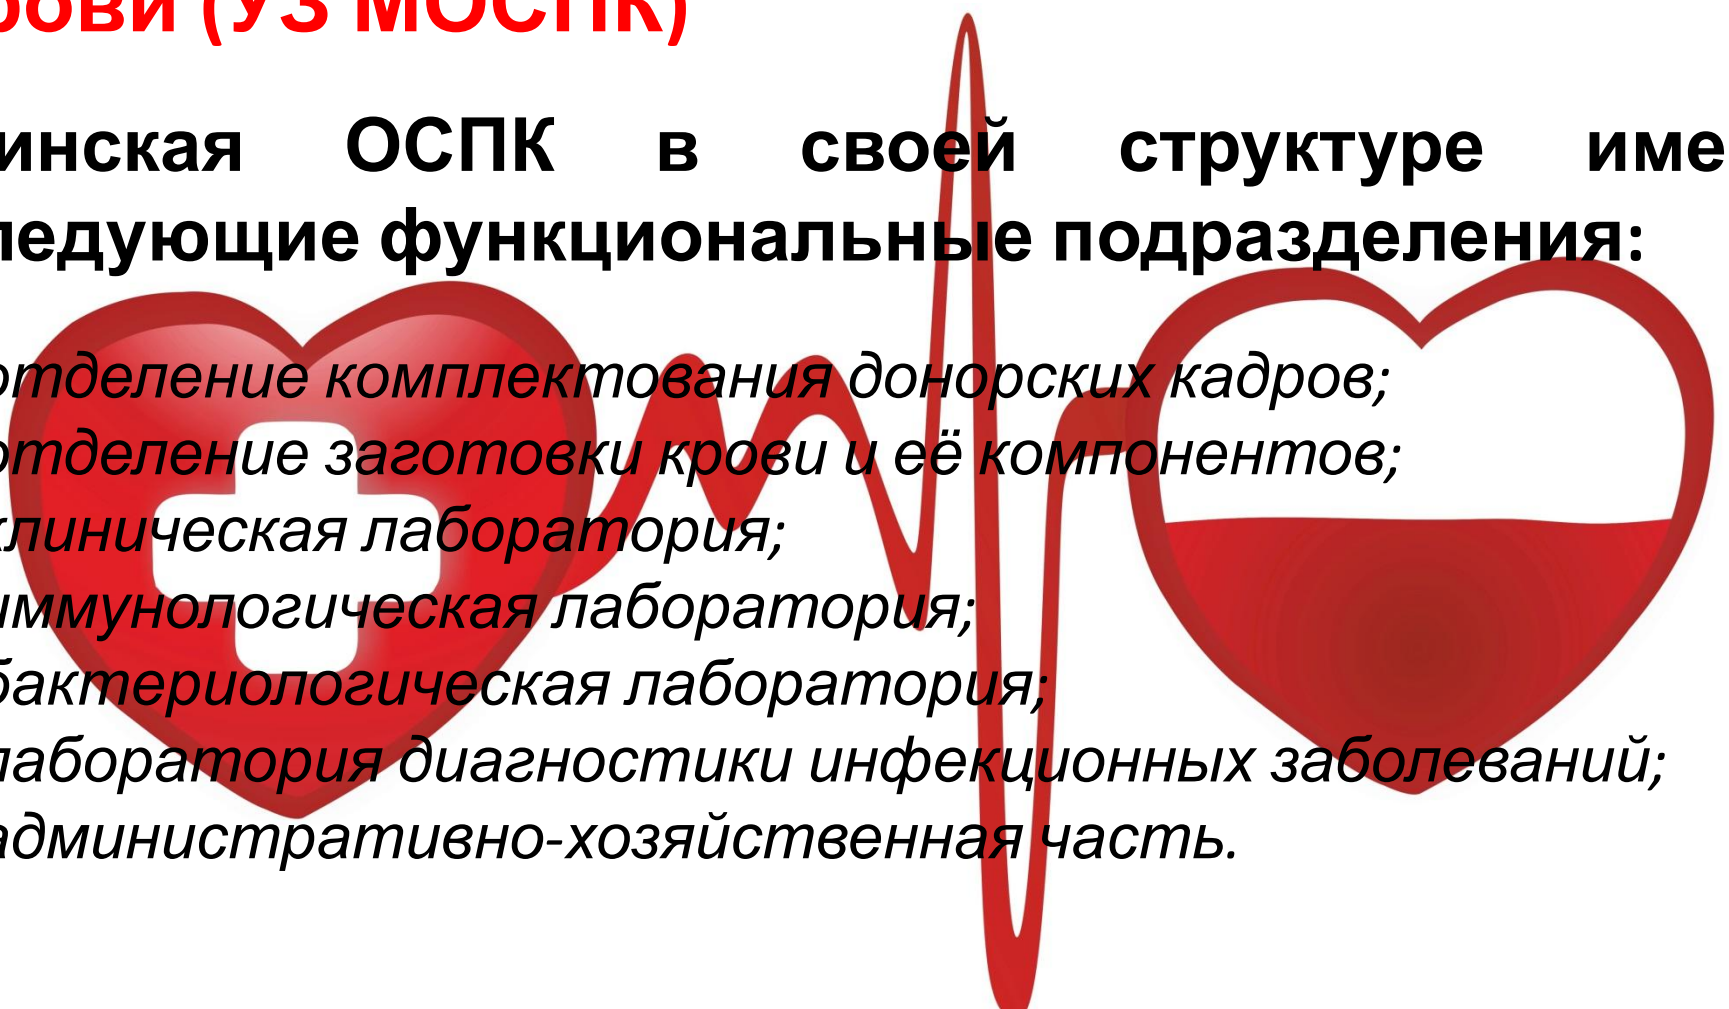 рови (УЗ МОСПК)
инская ОСПК в своей структуре име
ледующие функциональные подразделения:
отделение комплектования донорских кадров;
отделение заготовки крови и её компонентов;
клиническая лаборатория;
иммунологическая лаборатория;
бактериологическая лаборатория;
лаборатория диагностики инфекционных заболеваний;
административно-хозяйственная часть.